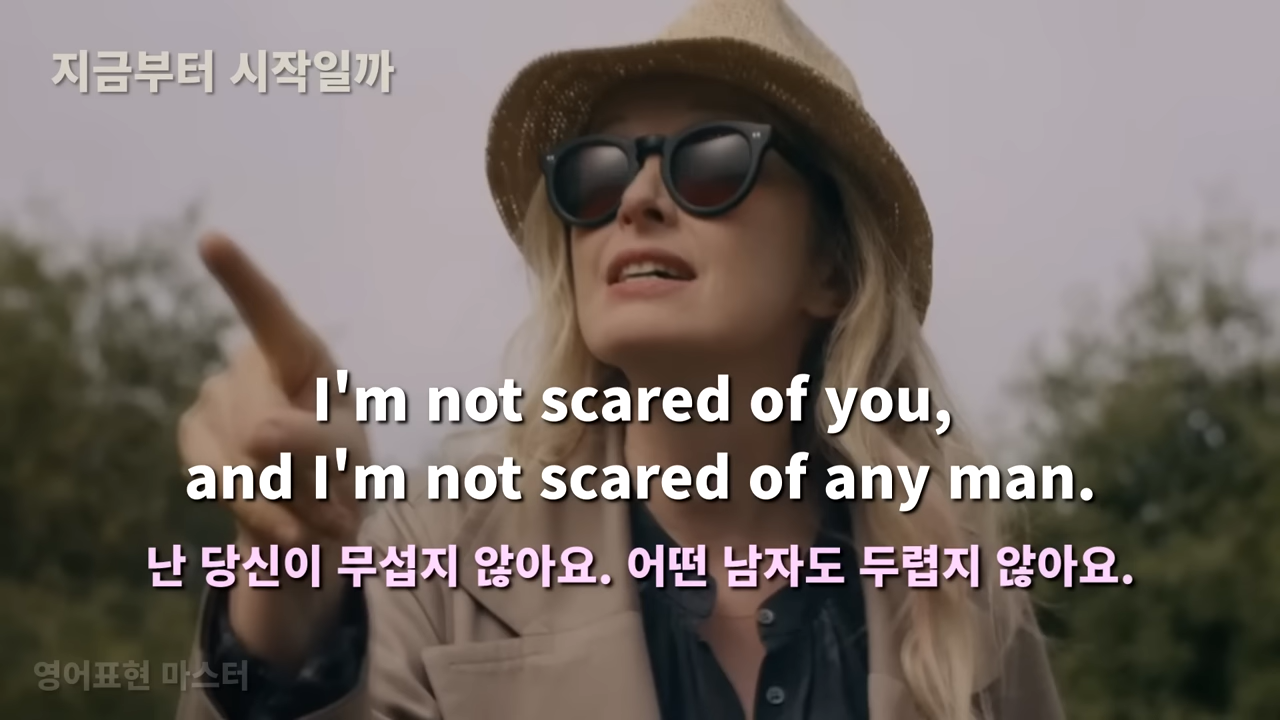 지금부터 시작일까
I'm not scared of you,
and I'm not scared of any man.
난 당신이 무섭지 않아요. 어떤 남자도 두렵지 않아요.
영어표현 마스터